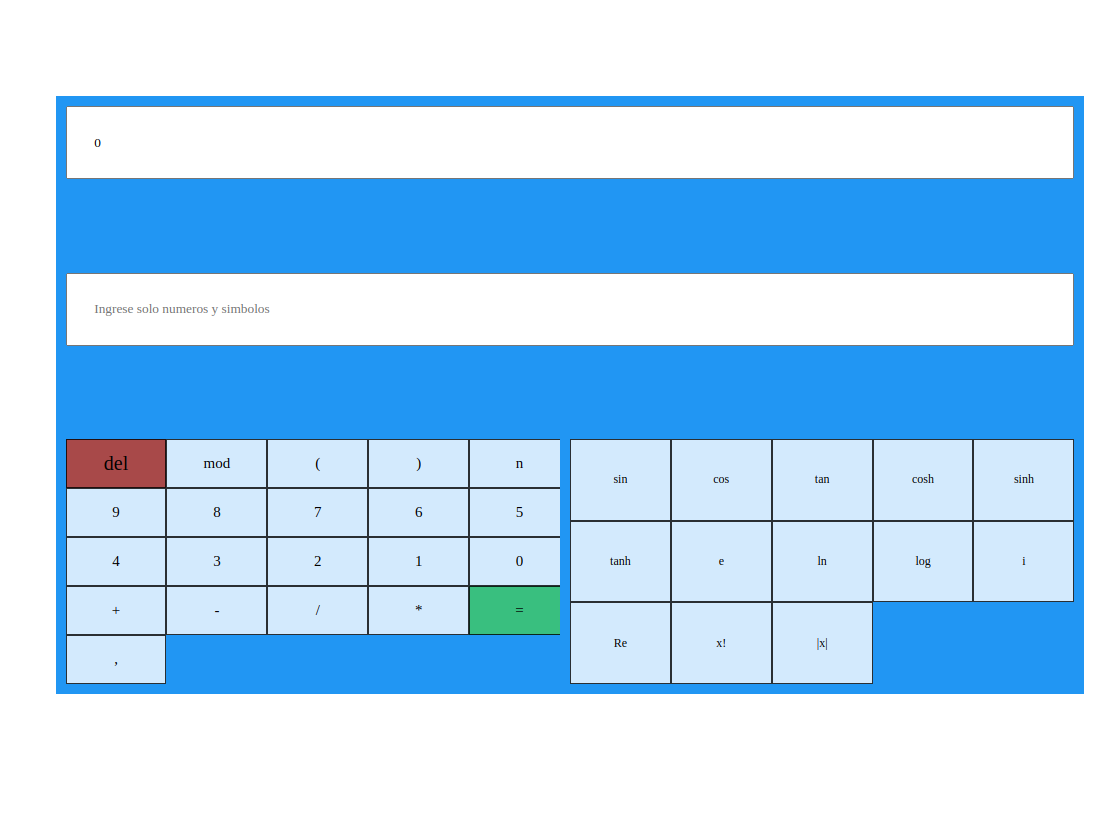 0
Ingrese solo numeros y simbolos
del mod ( ) n
9 8 7 6 5
4 3 2 1 0
+ - / * =
,
sin cos tan cosh sinh
tanh e ln log i
Re x! |x|